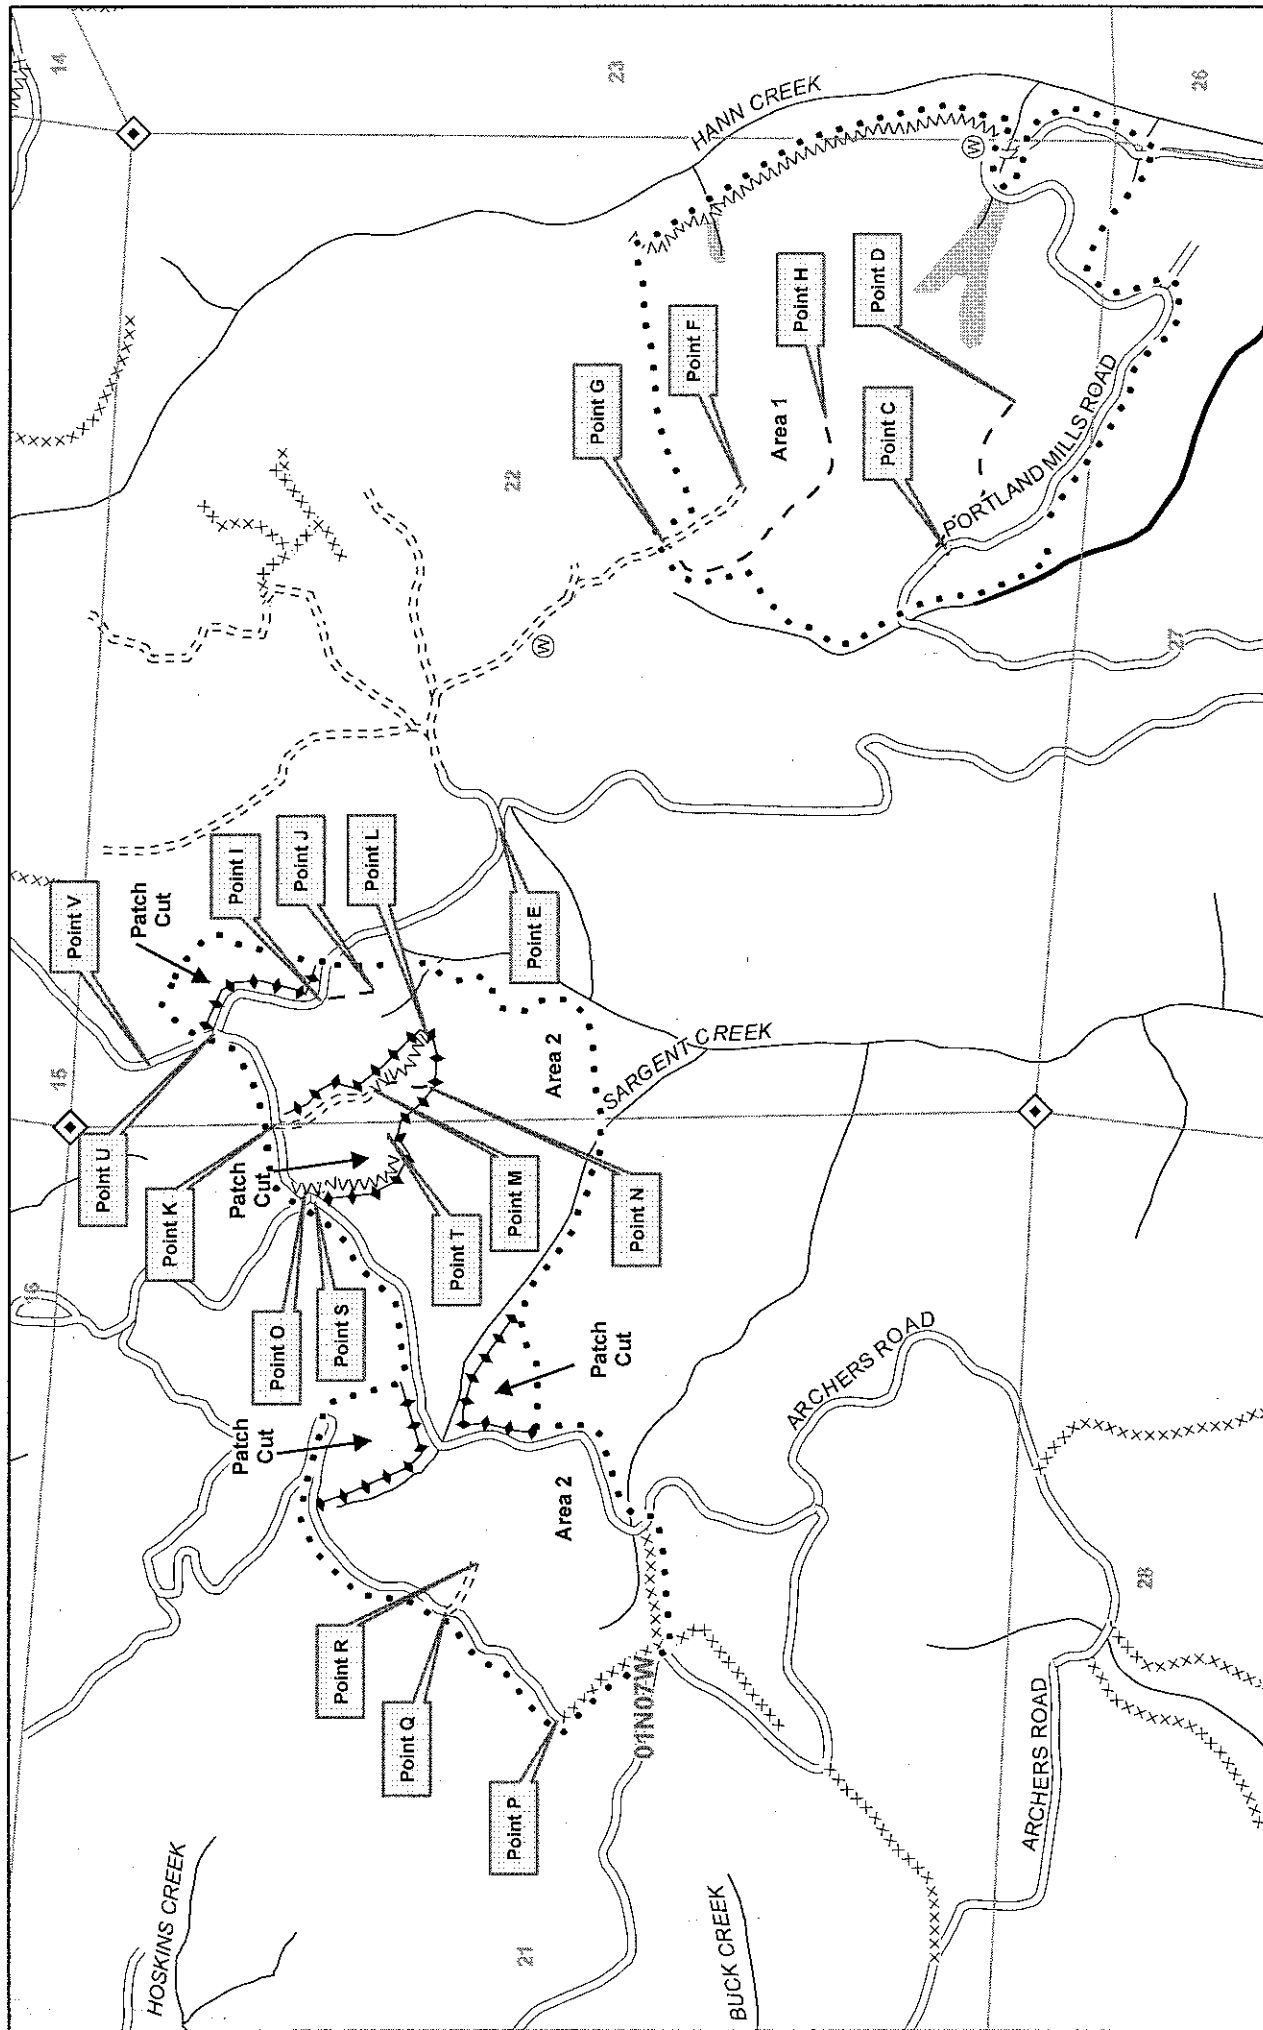 14
23
26
HANN CREEK
Point G
Point F
Point H
Point D
Area 1
Point C
PORTLAND MILLS ROAD
W
22
W
27
Point V
Patch
Cut
Point I
Point J
Point L
Point E
15
Area 2
SARGENT CREEK
Point U
Point K
Patch
Cut
Point M
Point N
Point T
16
Point O
Point S
Patch
Cut
Patch
Cut
ARCHERS ROAD
Area 2
Point R
Point Q
Point P
01N07W
28
ARCHERS ROAD
HOSKINS CREEK
21
BUCK CREEK